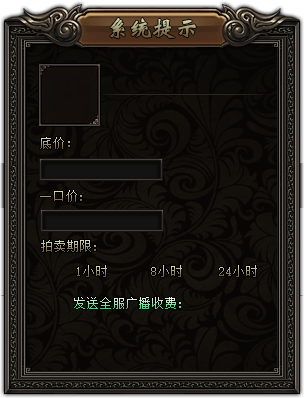 系统提示
底价：
一口价：
拍卖期限：
1小时 8小时 24小时
发送全服广播收费：